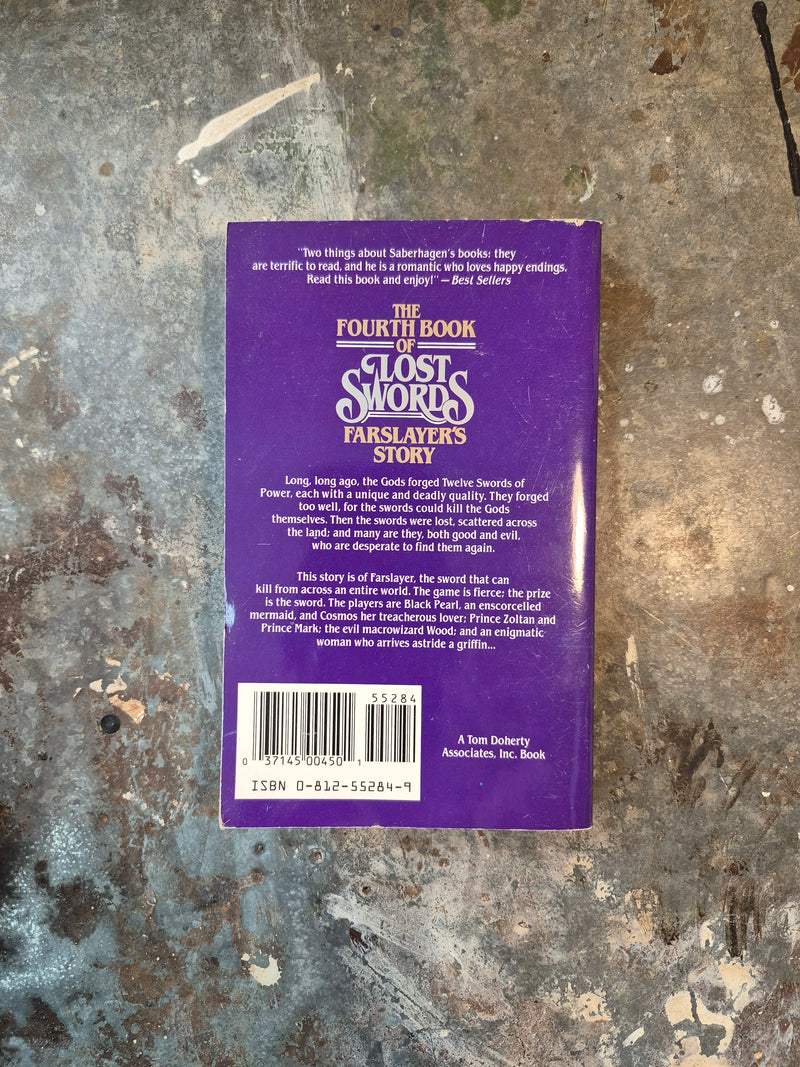 "Two things about Saberhagen's books: they
are terrific to read, and he is a romantic who loves happy endings.
Read this book and enjoy!" — Best Sellers
THE
FOURTH BOOK
OF
LOST
SWORDS
FARSLAYER'S
STORY
Long, long ago, the Gods forged Twelve Swords of
Power, each with a unique and deadly quality. They forged
too well, for the swords could kill the Gods
themselves. Then the swords were lost, scattered across
the land; and many are they, both good and evil,
who are desperate to find them again.
This story is of Farslayer, the sword that can
kill from across an entire world. The game is fierce; the prize
is the sword. The players are Black Pearl, an enscorcelled
mermaid, and Cosmos her treacherous lover; Prince Zoltan and
Prince Mark; the evil macrowizard Wood; and an enigmatic
woman who arrives astride a griffin...
55284
0 37145 00450 1
ISBN 0-812-55284-9
A Tom Doherty
Associates, Inc. Book